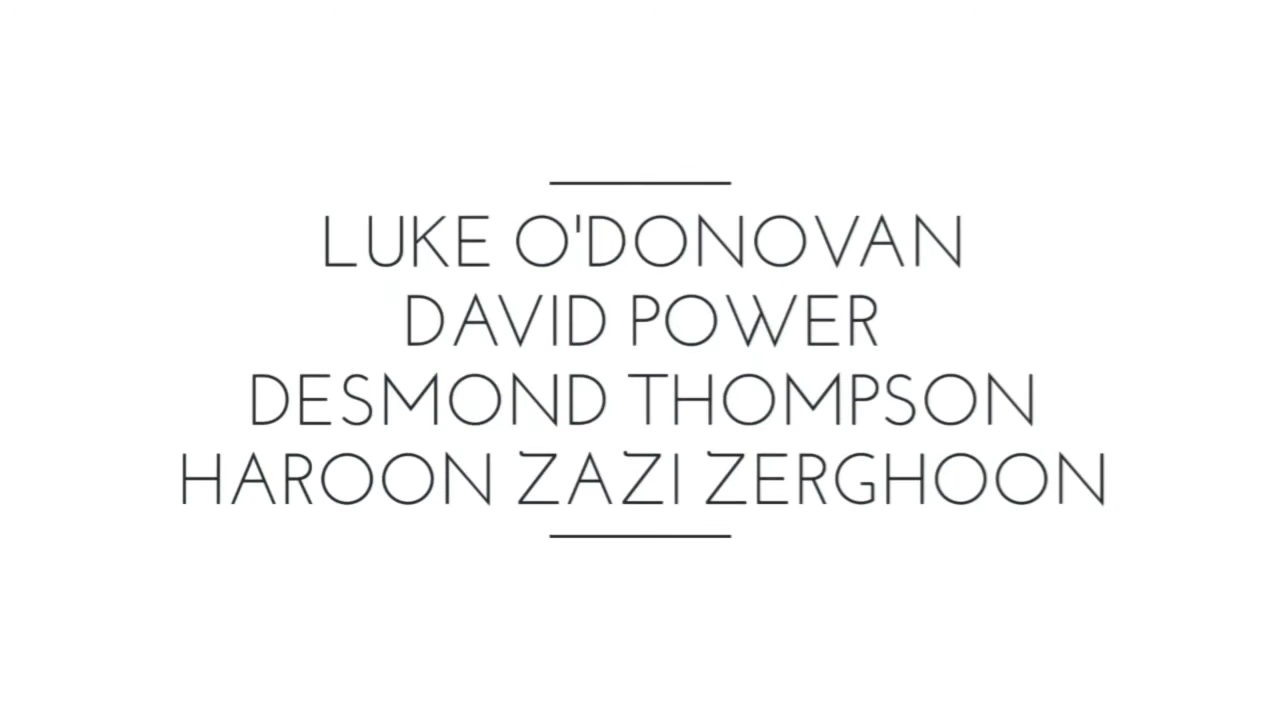 LUKE O'DONOVAN
DAVID POWER
DESMOND THOMPSON
HAROON ZAZI ZERGHOON